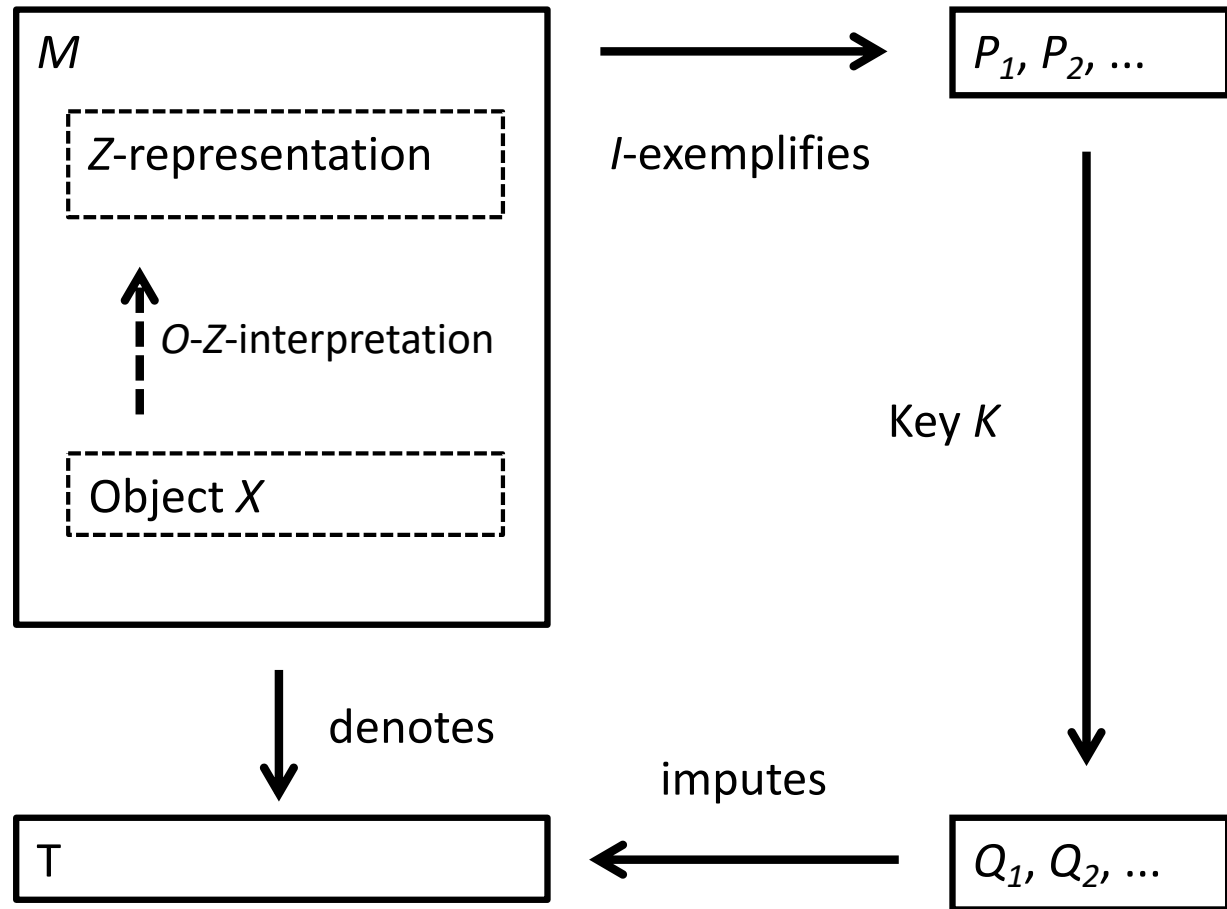 M
P1, P2, ...
Z-representation
I-exemplifies
O-Z-interpretation
Key K
Object X
denotes
imputes
T
Q1, Q2, ...